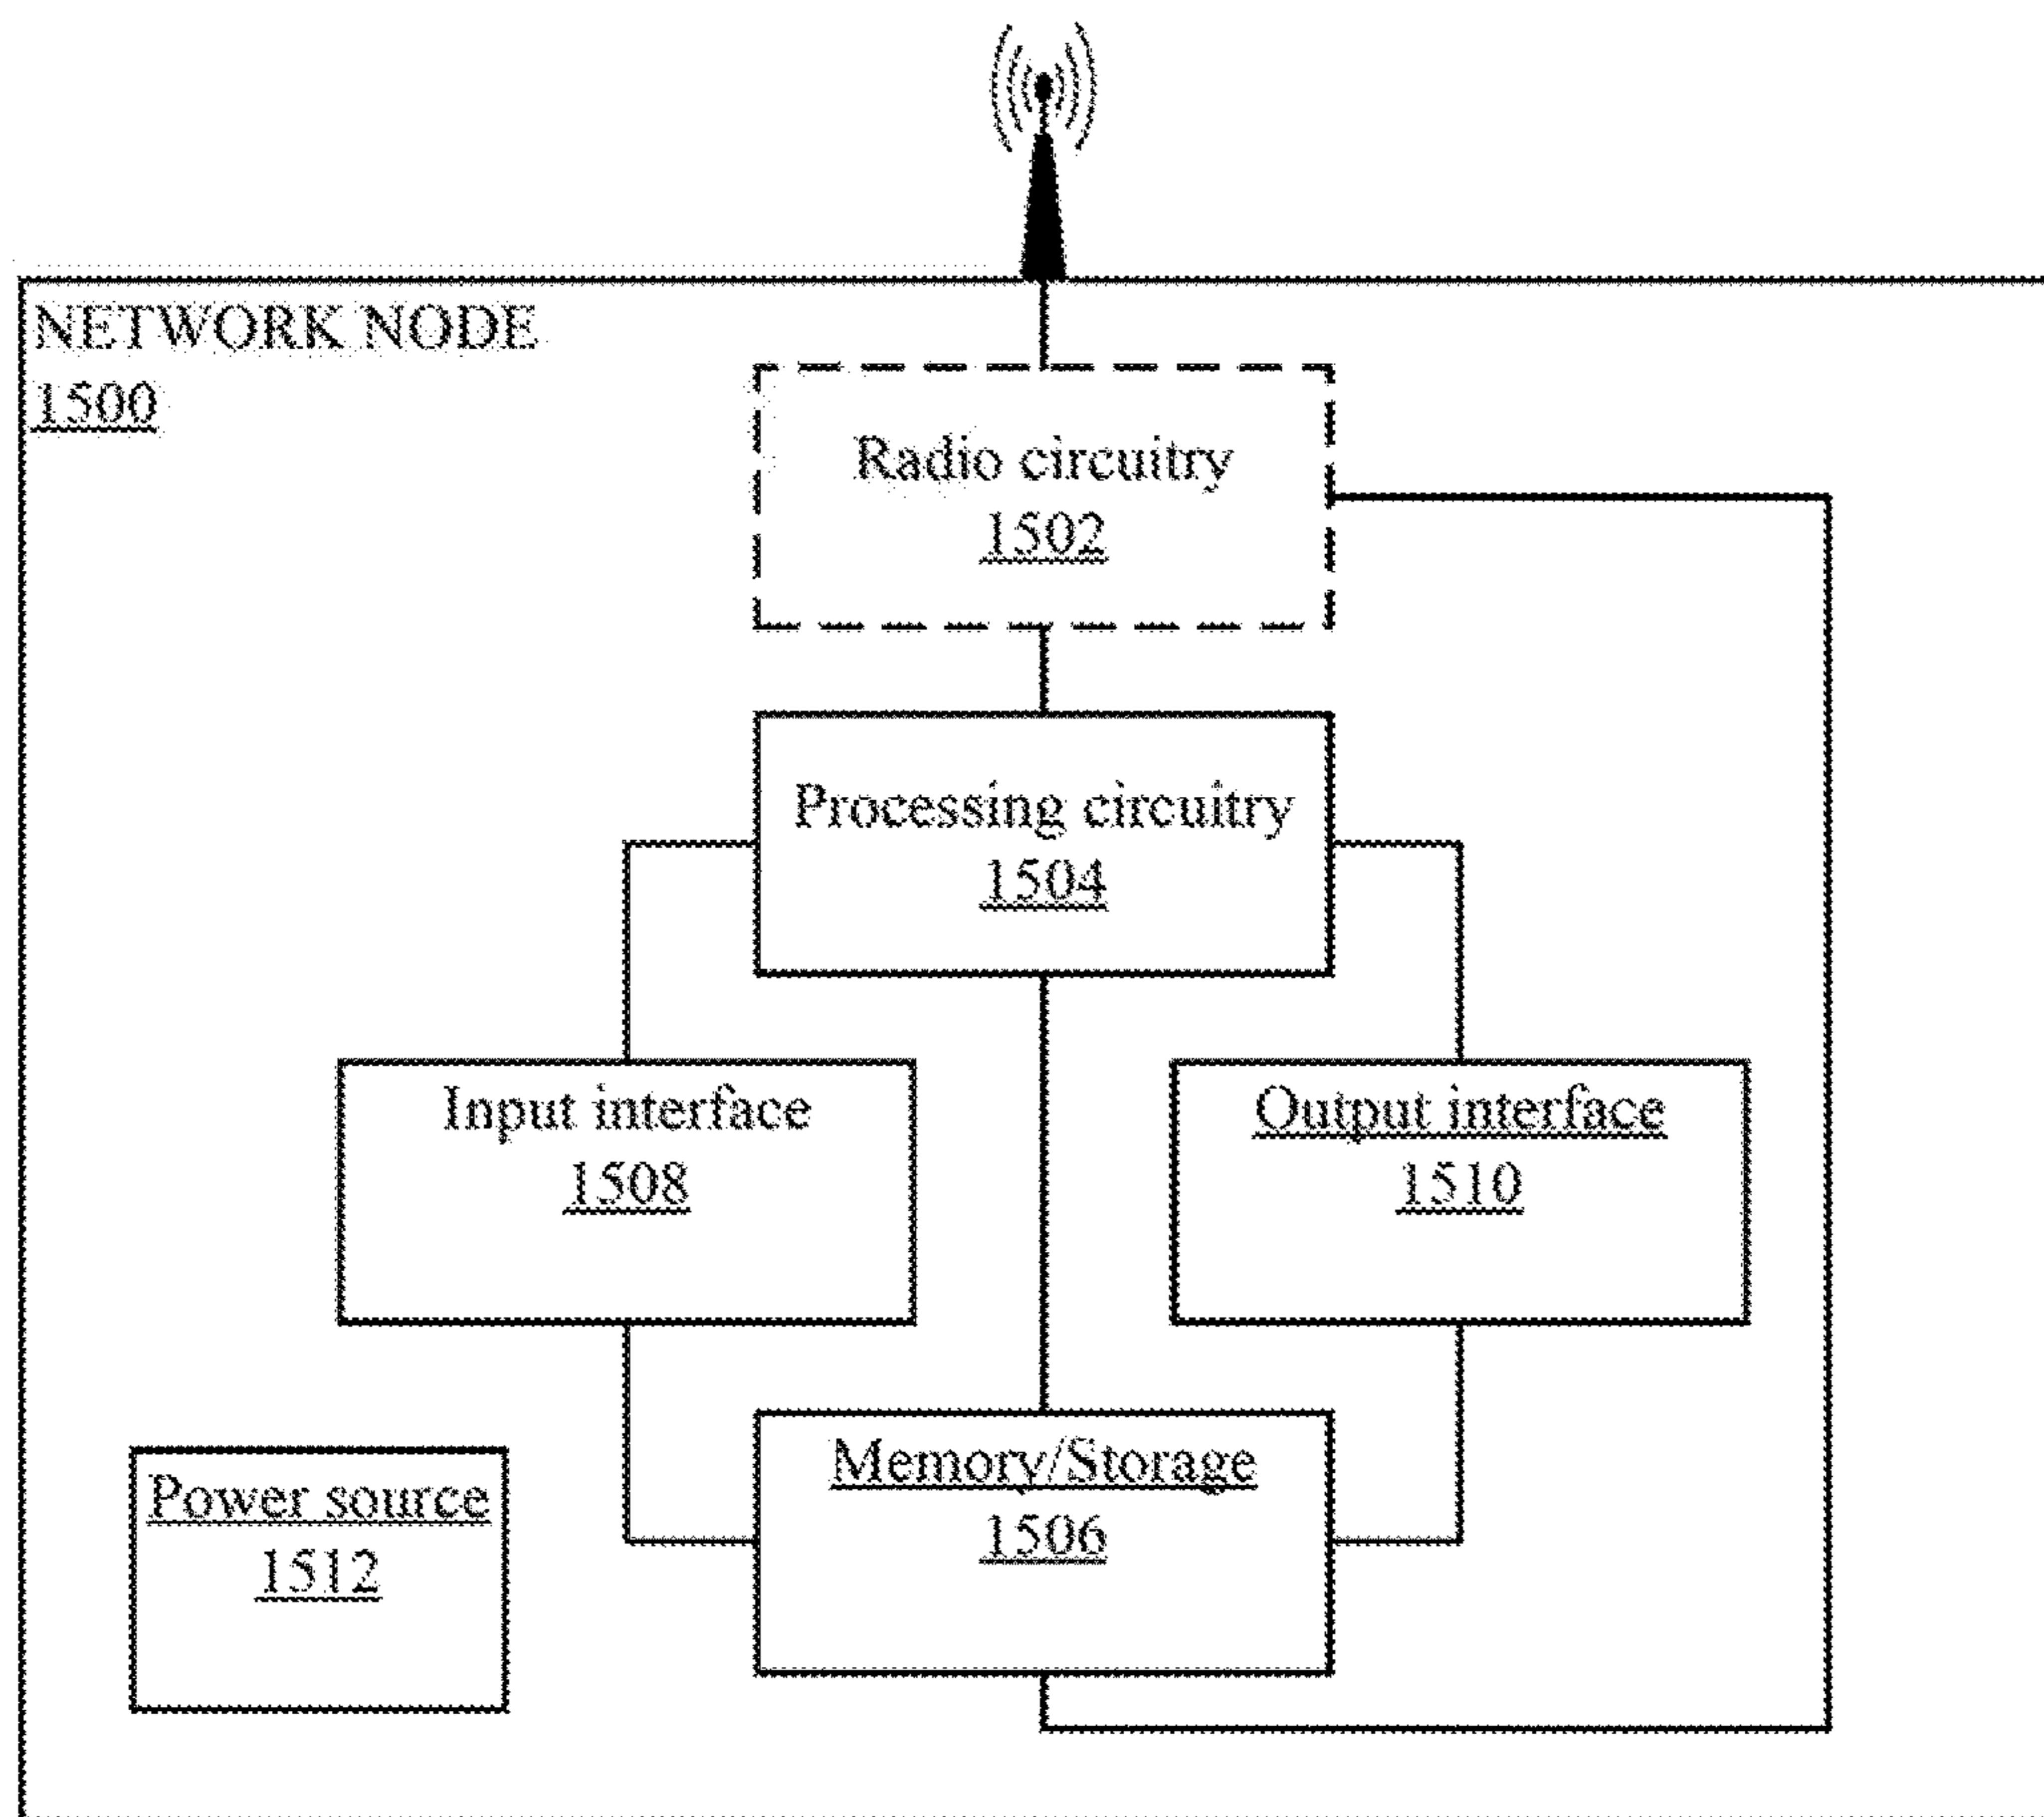 NETWORK NODE
1500
Radio circuitry
1502
Processing circuitry
1504
Input interface
1508
Output interface
1510
Memory/Storage
1506
Power source
1512